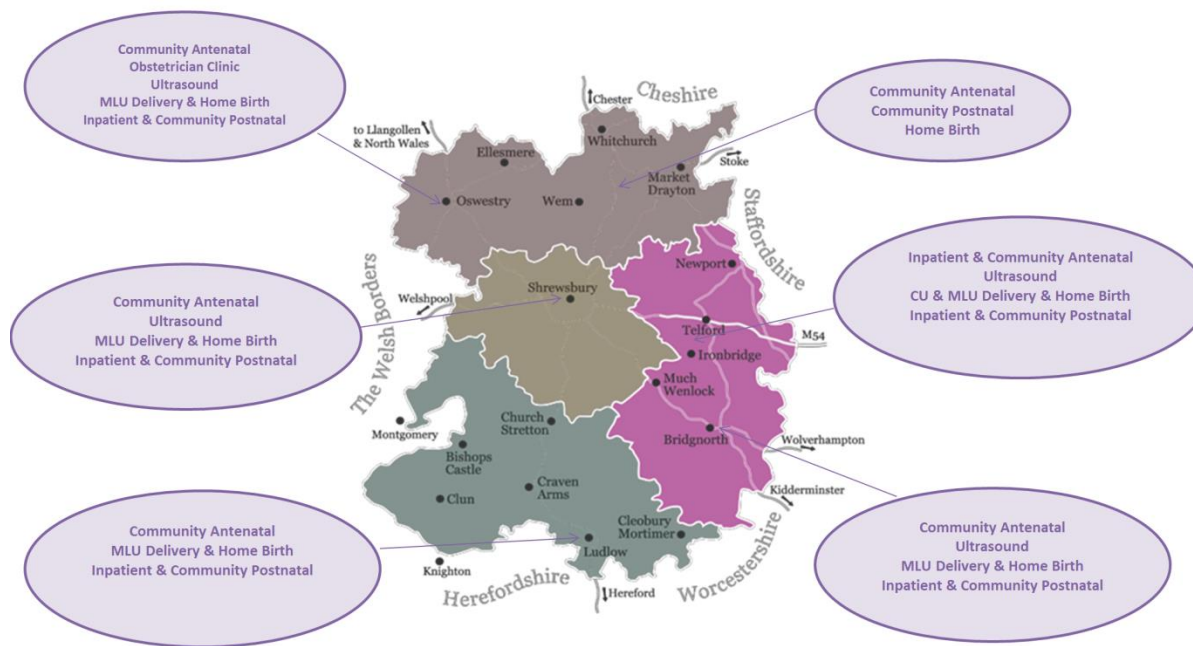 Community Antenatal
Obstetrician Clinic
Ultrasound
MLU Delivery & Home Birth
Inpatient & Community Postnatal
Community Antenatal
Community Postnatal
Home Birth
Community Antenatal
Ultrasound
MLU Delivery & Home Birth
Inpatient & Community Postnatal
Inpatient & Community Antenatal
Ultrasound
CU & MLU Delivery & Home Birth
Inpatient & Community Postnatal
Community Antenatal
MLU Delivery & Home Birth
Inpatient & Community Postnatal
Community Antenatal
Ultrasound
MLU Delivery & Home Birth
Inpatient & Community Postnatal
Cheshire
Chester
to Llangollen
& North Wales
Whitchurch
Ellesmere
Stoke
Market
Drayton
Oswestry
Wem
Staffordshire
Newport
The Welsh Borders
Welshpool
Shrewsbury
Telford
M54
Ironbridge
Much
Wenlock
Montgomery
Church
Stretton
Bridgnorth
Wolverhampton
Bishops
Castle
Clun
Craven
Arms
Kidderminster
Cleobury
Mortimer
Ludlow
Knighton
Herefordshire
Hereford
Worcestershire